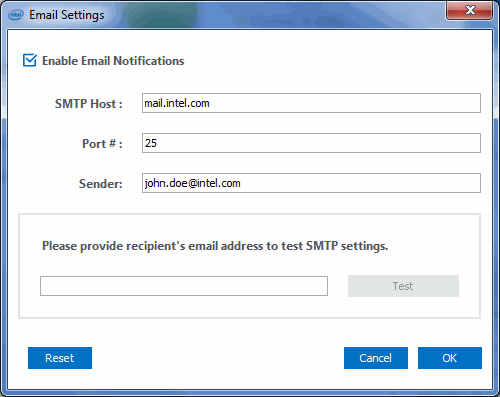 Email Settings
Enable Email Notifications
SMTP Host : mail.intel.com
Port # : 25
Sender: john.doe@intel.com
Please provide recipient's email address to test SMTP settings.
Test
Reset Cancel OK